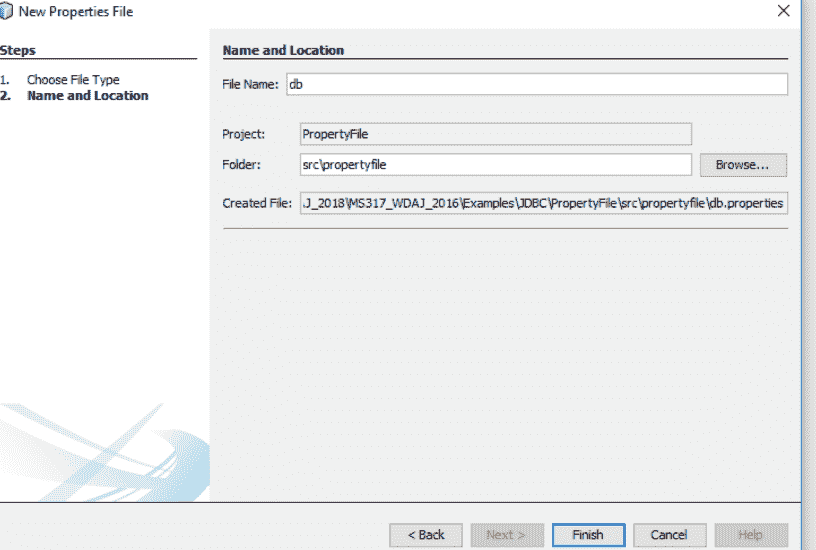 New Properties File
Steps
1. Choose File Type
2. Name and Location
Name and Location
File Name: db
Project: PropertyFile
Folder: src\propertyfile Browse...
Created File: .J_2018\MS317_WDAJ_2016\Examples\JDBC\PropertyFile\src\propertyfile\db.properties
< Back Next > Finish Cancel Help